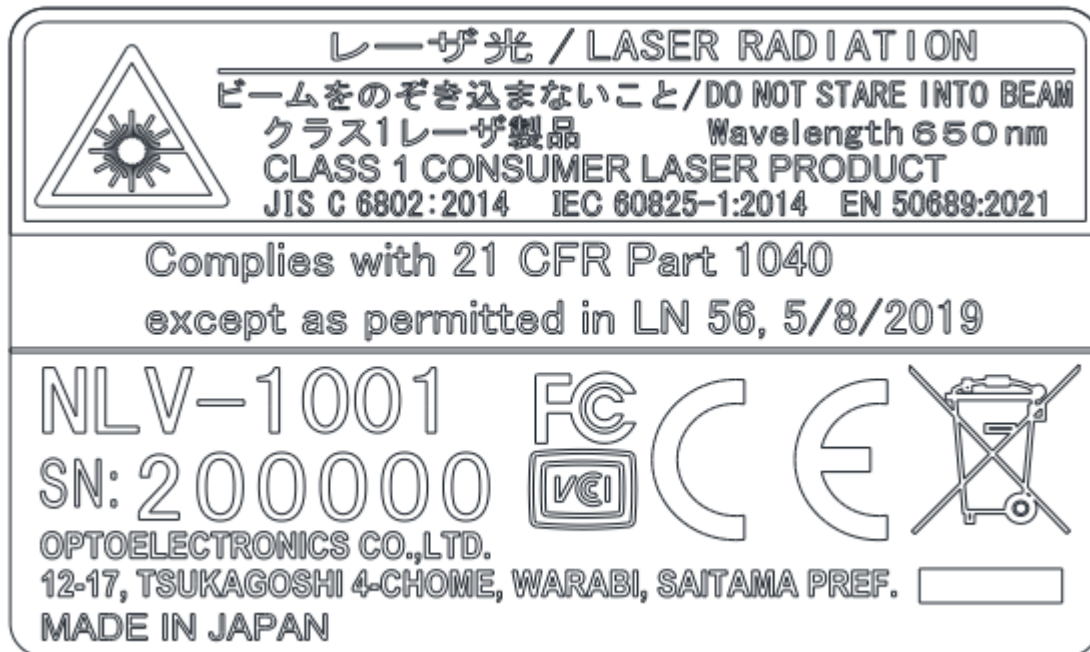 レーザ光 / LASER RADIATION
ビームをのぞき込まないこと/DO NOT STARE INTO BEAM
クラス1レーザ製品 Wavelength 650nm
CLASS 1 CONSUMER LASER PRODUCT
JIS C 6802:2014 IEC 60825-1:2014 EN 50689:2021
Complies with 21 CFR Part 1040
except as permitted in LN 56, 5/8/2019
NLV-1001
SN: 200000
FC
VCI
CE
OPTOELECTRONICS CO.,LTD.
12-17, TSUKAGOSHI 4-CHOME, WARABI, SAITAMA PREF.
MADE IN JAPAN